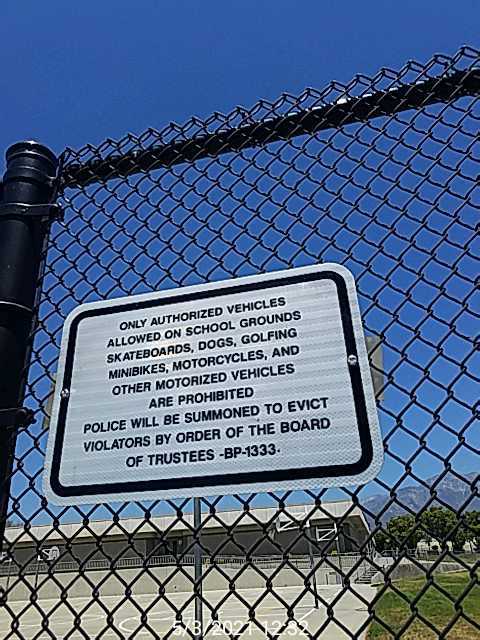 ONLY AUTHORIZED VEHICLES
ALLOWED ON SCHOOL GROUNDS
SKATEBOARDS, DOGS, GOLFING
MINIBIKES, MOTORCYCLES, AND
OTHER MOTORIZED VEHICLES
ARE PROHIBITED
POLICE WILL BE SUMMONED TO EVICT
VIOLATORS BY ORDER OF THE BOARD
OF TRUSTEES -BP-1333-
5/3/2021 12:32